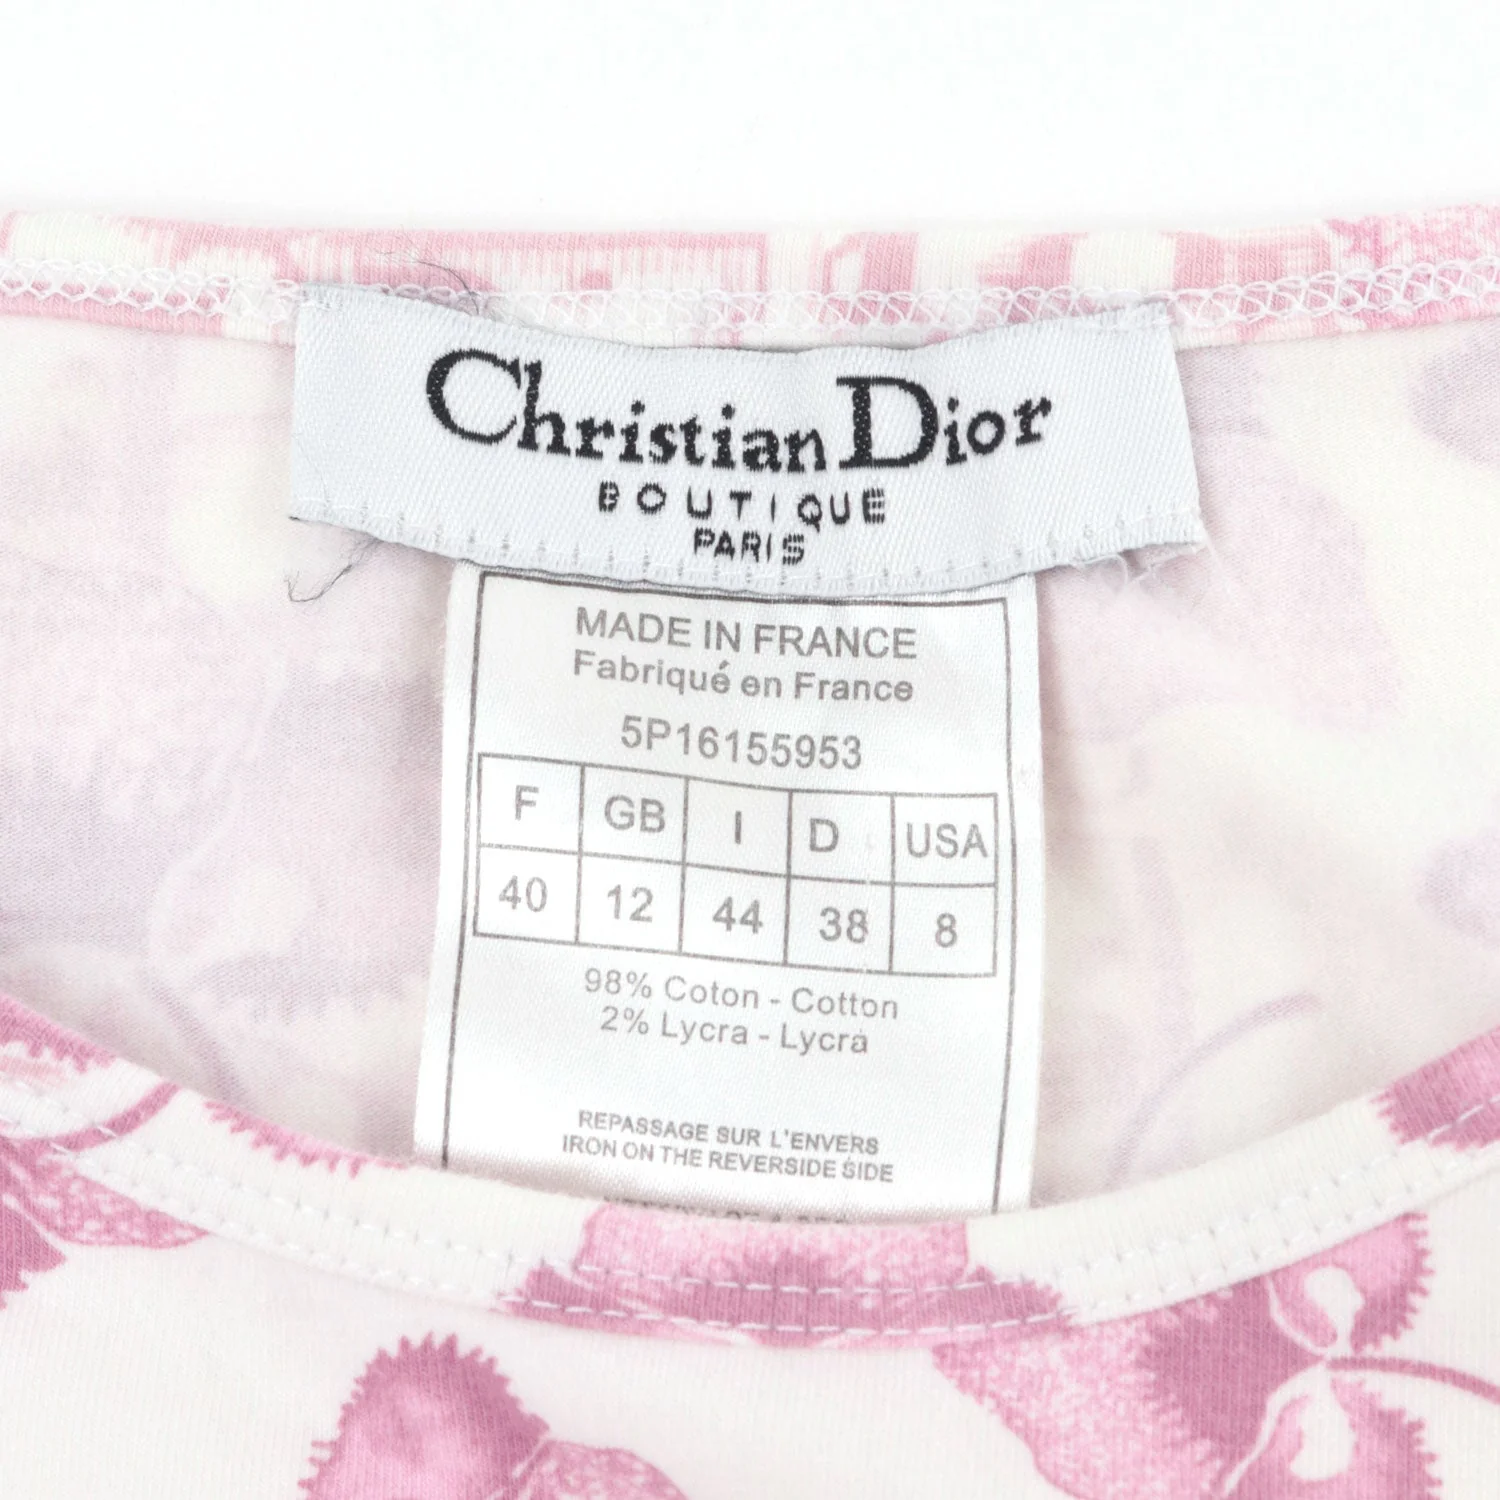 Christian Dior
BOUTIQUE
PARIS
MADE IN FRANCE
Fabriqué en France
5P16155953
F GB I D USA
40 12 44 38 8
98% Coton - Cotton
2% Lycra - Lycra
REPASSAGE SUR L'ENVERS
IRON ON THE REVERSIDE SIDE